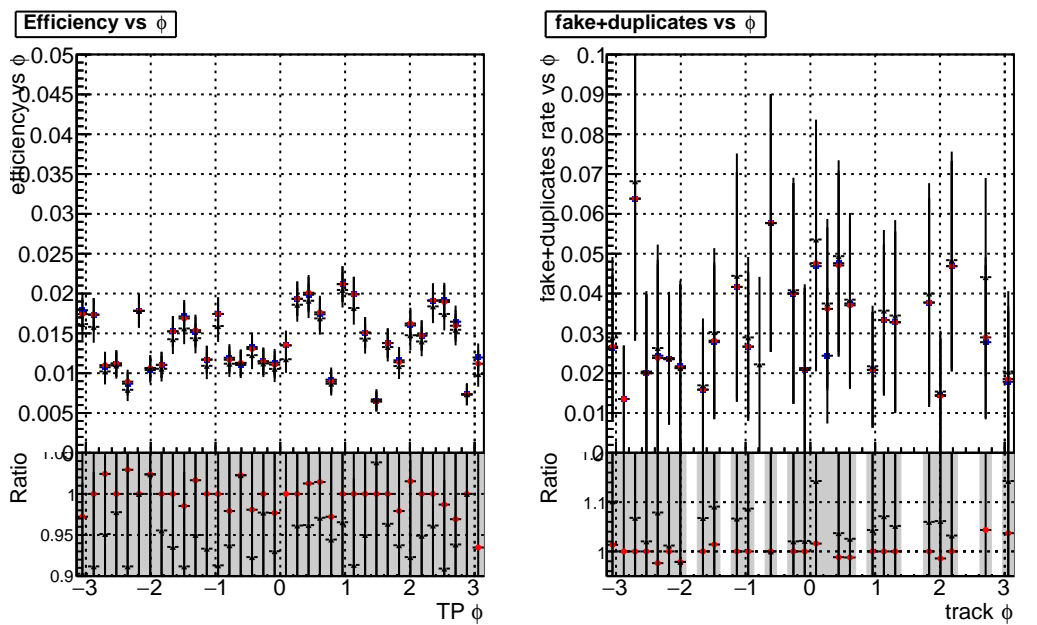 Efficiency vs ϕ
efficiency vs ϕ
0.05
0.045
0.04
0.035
0.03
0.025
0.02
0.015
0.01
0.005
0
Ratio
1
0.95
0.9
−3 −2 −1 0 1 2 3
TP ϕ
fake+duplicates vs ϕ
fake+duplicates rate vs ϕ
0.1
0.09
0.08
0.07
0.06
0.05
0.04
0.03
0.02
0.01
0
Ratio
1.1
1
−3 −2 −1 0 1 2 3
track ϕ